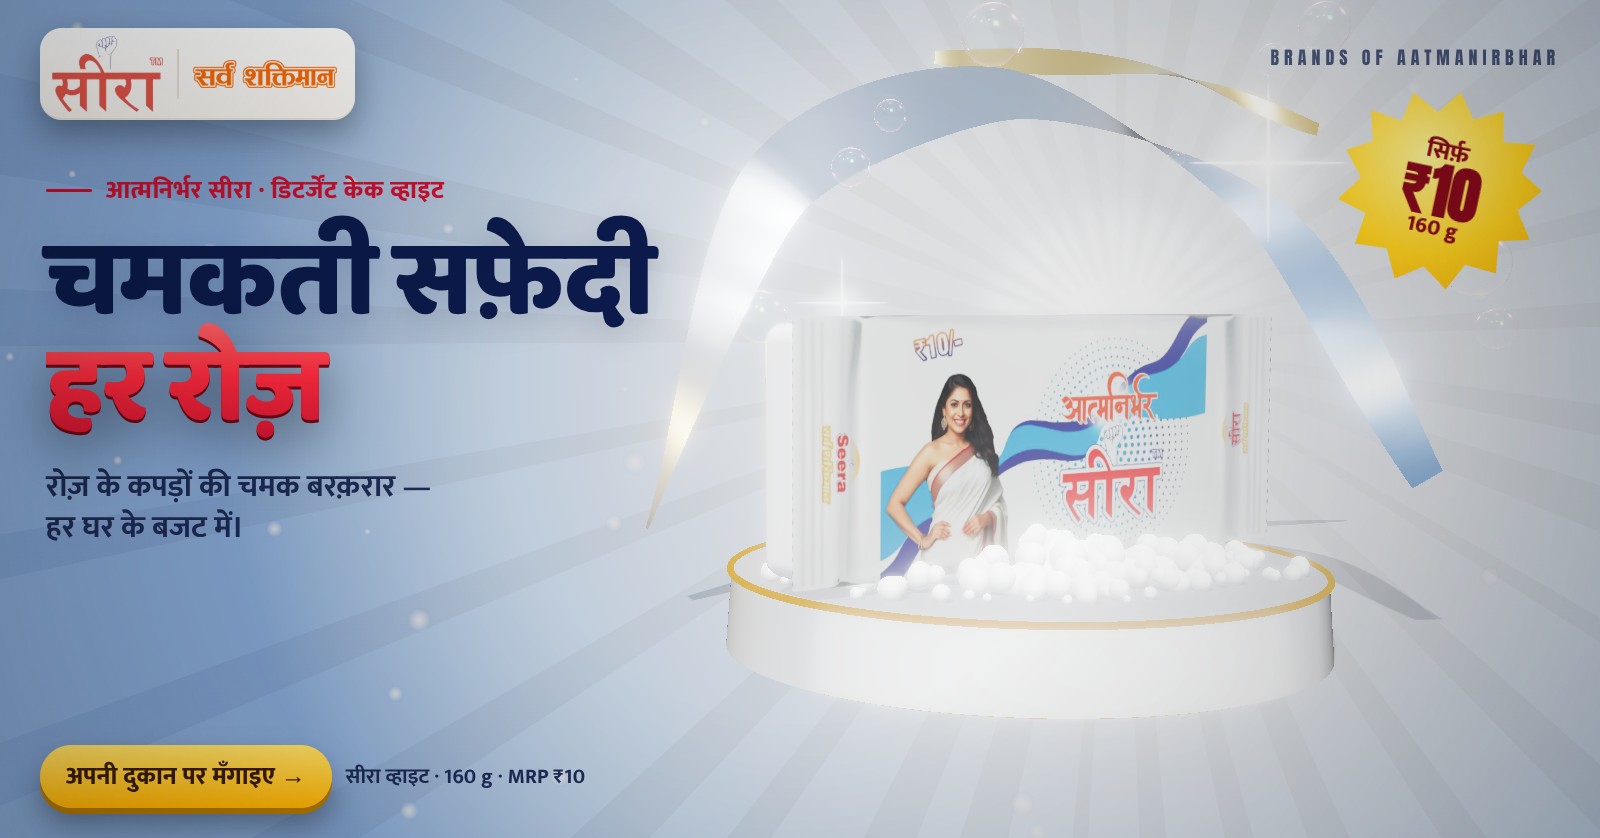 सीरा TM
सर्व शक्तिमान
BRANDS OF AATMANIRBHAR
सिर्फ़
₹10
160 g
आत्मनिर्भर सीरा · डिटर्जेंट केक व्हाइट
चमकती सफ़ेदी
हर रोज़
रोज़ के कपड़ों की चमक बरक़रार —
हर घर के बजट में।
₹10/-
आत्मनिर्भर
सीरा
Seera
सीरा
अपनी दुकान पर मँगाइए →
सीरा व्हाइट · 160 g · MRP ₹10